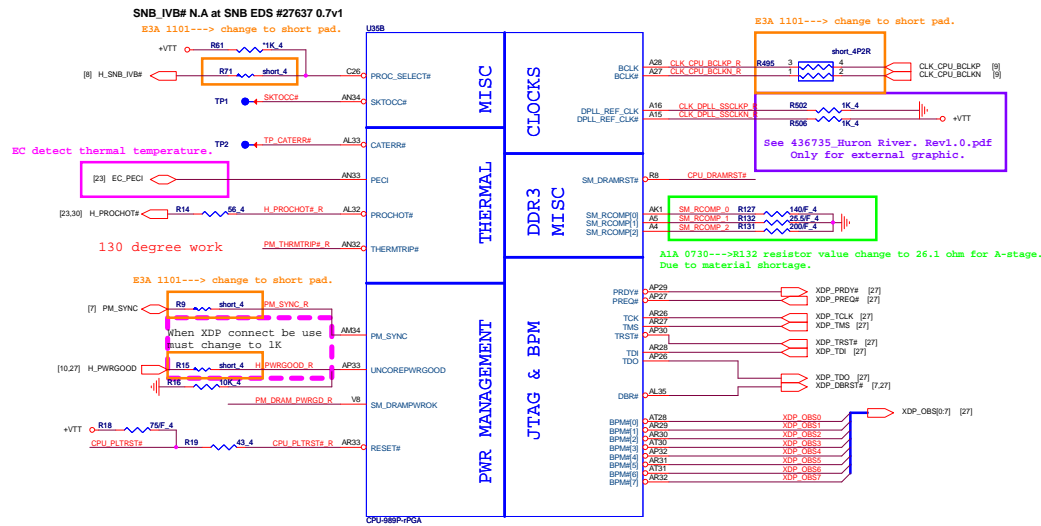 SNB_IVB# N.A at SNB EDS #27637 0.7v1
E3A 1101---> change to short pad.
+VTT R61 *1K_4
[8] H_SNB_IVB# R71 short_4 C26 PROC_SELECT#
TP1 SKTOCC# AN34 SKTOCC#
TP2 TP_CATERR# AL33 CATERR#
EC detect thermal temperature.
[23] EC_PECI AN33 PECI
[23,30] H_PROCHOT# R14 56_4 H_PROCHOT#_R AL32 PROCHOT#
130 degree work
PM_THRMTRIP#_R AN32 THERMTRIP#
E3A 1101---> change to short pad.
[7] PM_SYNC R9 short_4 PM_SYNC_R AM34 PM_SYNC
When XDP connect be use
must change to 1K
[10,27] H_PWRGOOD R15 short_4 H_PWRGOOD_R AP33 UNCOREPWRGOOD
R16 10K_4
PM_DRAM_PWRGD_R V8 SM_DRAMPWROK
+VTT R18 75/F_4
CPU_PLTRST# R19 43_4 CPU_PLTRST#_R AR33 RESET#
U35B
MISC
THERMAL
PWR MANAGEMENT
CLOCKS
DDR3
MISC
JTAG & BPM
CPU-989P-rPGA
E3A 1101---> change to short pad.
short_4P2R
BCLK A28 CLK_CPU_BCLKP_R R495 3 4 CLK_CPU_BCLKP [9]
BCLK# A27 CLK_CPU_BCLKN_R 1 2 CLK_CPU_BCLKN [9]
DPLL_REF_CLK A16 CLK_DPLL_SSCLKP_R R502 1K_4
DPLL_REF_CLK# A15 CLK_DPLL_SSCLKN_R R506 1K_4 +VTT
See 436735_Huron River. Rev1.0.pdf
Only for external graphic.
SM_DRAMRST# R8 CPU_DRAMRST#
SM_RCOMP[0] AK1 SM_RCOMP_0 R127 140/F_4
SM_RCOMP[1] A5 SM_RCOMP_1 R132 25.5/F_4
SM_RCOMP[2] A4 SM_RCOMP_2 R131 200/F_4
A1A 0730--->R132 resistor value change to 26.1 ohm for A-stage.
Due to material shortage.
PRDY# AP29 XDP_PRDY# [27]
PREQ# AP27 XDP_PREQ# [27]
TCK AR26 XDP_TCLK [27]
TMS AR27 XDP_TMS [27]
TRST# AP30 XDP_TRST# [27]
TDI AR28 XDP_TDI [27]
TDO AP26 XDP_TDO [27]
DBR# AL35 XDP_DBRST# [7,27]
XDP_OBS[0:7] [27]
BPM#[0] AT28 XDP_OBS0
BPM#[1] AR29 XDP_OBS1
BPM#[2] AR30 XDP_OBS2
BPM#[3] AT30 XDP_OBS3
BPM#[4] AP32 XDP_OBS4
BPM#[5] AR31 XDP_OBS5
BPM#[6] AT31 XDP_OBS6
BPM#[7] AR32 XDP_OBS7